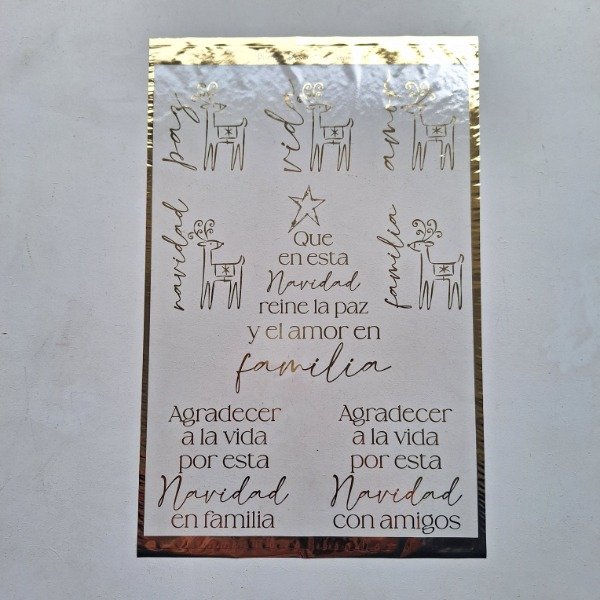 paz
vida
amor
navidad
Que
en esta
Navidad
reine la paz
y el amor en
familia
familia
Agradecer
a la vida
por esta
Navidad
en familia
Agradecer
a la vida
por esta
Navidad
con amigos